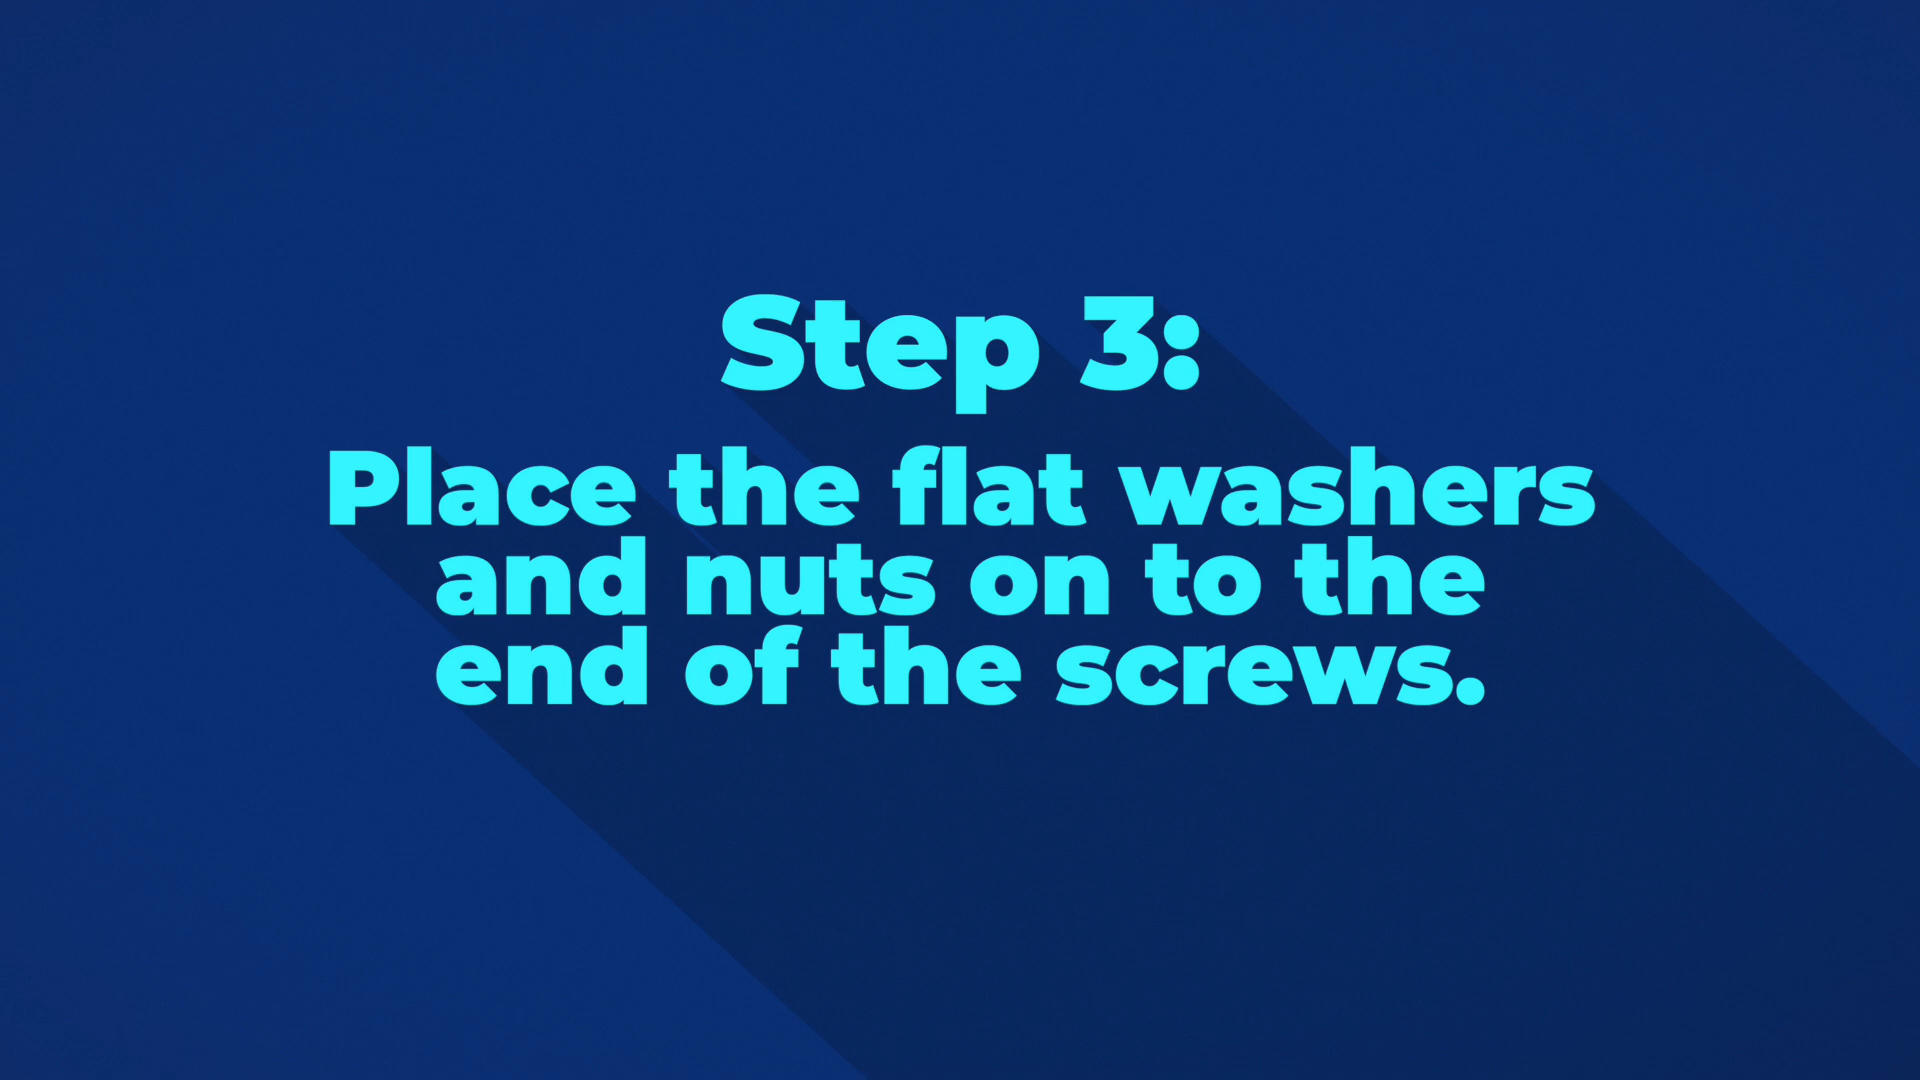 Step 3:
Place the flat washers
and nuts on to the
end of the screws.